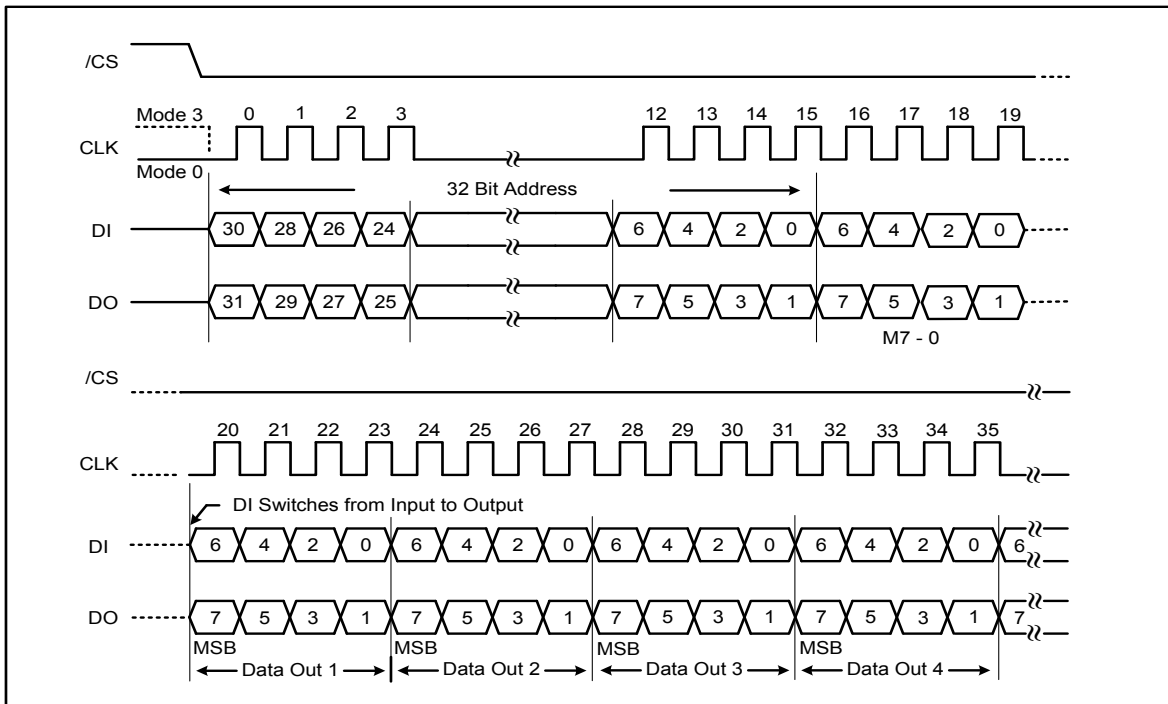 /CS
Mode 3 0 1 2 3 12 13 14 15 16 17 18 19
CLK
Mode 0
32 Bit Address
DI 30 28 26 24 6 4 2 0 6 4 2 0
DO 31 29 27 25 7 5 3 1 7 5 3 1
M7 - 0
/CS
20 21 22 23 24 25 26 27 28 29 30 31 32 33 34 35
CLK
DI Switches from Input to Output
DI 6 4 2 0 6 4 2 0 6 4 2 0 6 4 2 0 6
DO 7 5 3 1 7 5 3 1 7 5 3 1 7 5 3 1 7
MSB MSB MSB MSB
Data Out 1 Data Out 2 Data Out 3 Data Out 4